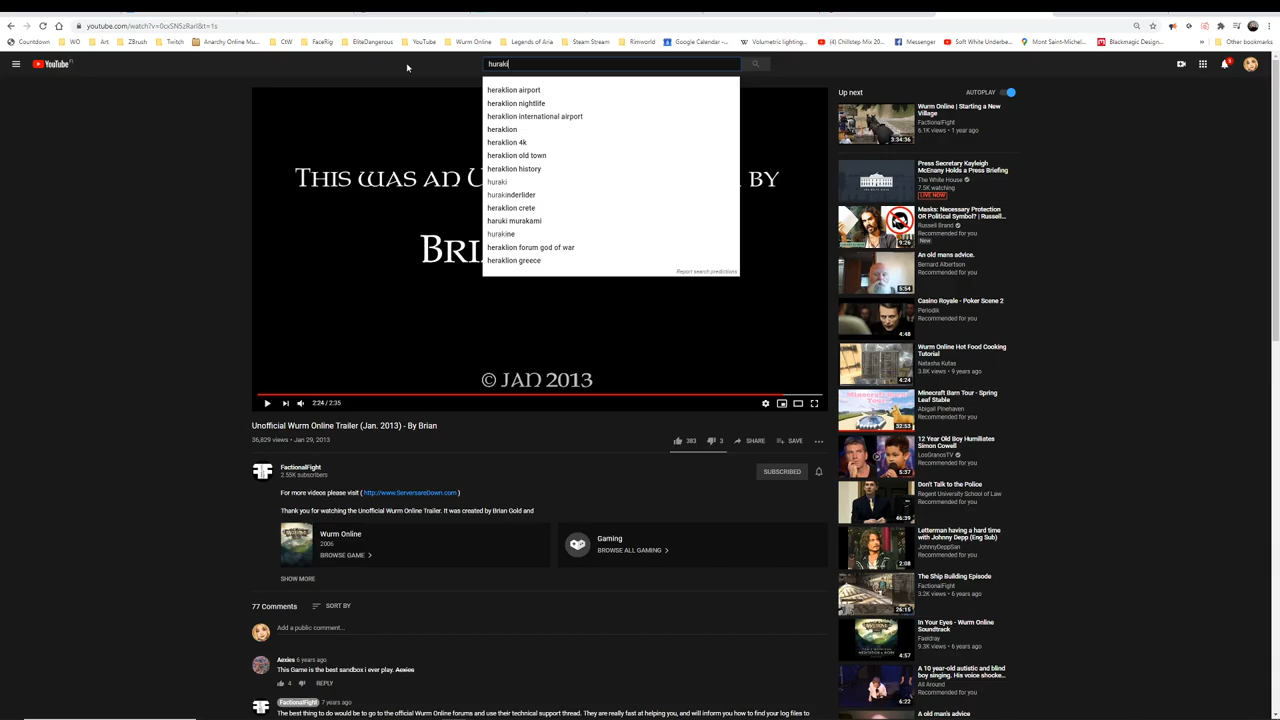 youtube.com/watch?v=0cxSN5zRarI&t=1s
Countdown
WO
Art
ZBrush
Twitch
Anarchy Online Mu...
CtW
FaceRig
EliteDangerous
YouTube
Wurm Online
Legends of Aria
Steam Stream
Rimworld
Google Calendar -...
Volumetric lighting...
(4) Chillstep Mix 20...
Messenger
Soft White Underbe...
Mont Saint-Michel...
Blackmagic Design...
Other bookmarks
YouTube FI
huraki
heraklion airport
heraklion nightlife
heraklion international airport
heraklion
heraklion 4k
heraklion old town
heraklion history
huraki
hurakinderlider
heraklion crete
haruki murakami
hurakine
heraklion forum god of war
heraklion greece
Report search predictions
This was an U
by
Bri
© Jan 2013
2:24 / 2:35
Unofficial Wurm Online Trailer (Jan. 2013) - By Brian
36,829 views • Jan 29, 2013
383
3
SHARE
SAVE
FactionalFight
2.55K subscribers
SUBSCRIBED
For more videos please visit ( http://www.ServersareDown.com )
Thank you for watching the Unofficial Wurm Online Trailer. It was created by Brian Gold and
Wurm Online
2006
BROWSE GAME
Gaming
BROWSE ALL GAMING
SHOW MORE
77 Comments
SORT BY
Add a public comment...
Aexies 6 years ago
This Game is the best sandbox i ever play. Aexies
4
REPLY
FactionalFight 7 years ago
The best thing to do would be to go to the official Wurm Online forums and use their technical support thread. They are really fast at helping you, and will inform you how to find your log files to
Up next
AUTOPLAY
Wurm Online | Starting a New
Village
FactionalFight
6.1K views • 1 year ago
3:34:36
Press Secretary Kayleigh
McEnany Holds a Press Briefing
The White House
7.5K watching
LIVE NOW
Masks: Necessary Protection
OR Political Symbol? | Russell...
Russell Brand
Recommended for you
New
9:26
An old mans advice.
Bernard Albertson
Recommended for you
5:54
Casino Royale - Poker Scene 2
Periodik
Recommended for you
4:48
Wurm Online Hot Food Cooking
Tutorial
Natasha Kutas
3.8K views • 9 years ago
4:24
Minecraft Barn Tour - Spring
Leaf Stable
Abigail Pinehaven
Recommended for you
32:53
12 Year Old Boy Humiliates
Simon Cowell
LosGranosTV
Recommended for you
5:37
Don't Talk to the Police
Regent University School of Law
Recommended for you
46:39
Letterman having a hard time
with Johnny Depp (Eng Sub)
JohnnyDeppSan
Recommended for you
2:08
The Ship Building Episode
FactionalFight
3.2K views • 6 years ago
26:15
In Your Eyes - Wurm Online
Soundtrack
Faeldray
9.3K views • 6 years ago
4:57
A 10 year-old autistic and blind
boy singing. His voice shocke...
All Around
Recommended for you
6:22
An old man's advice